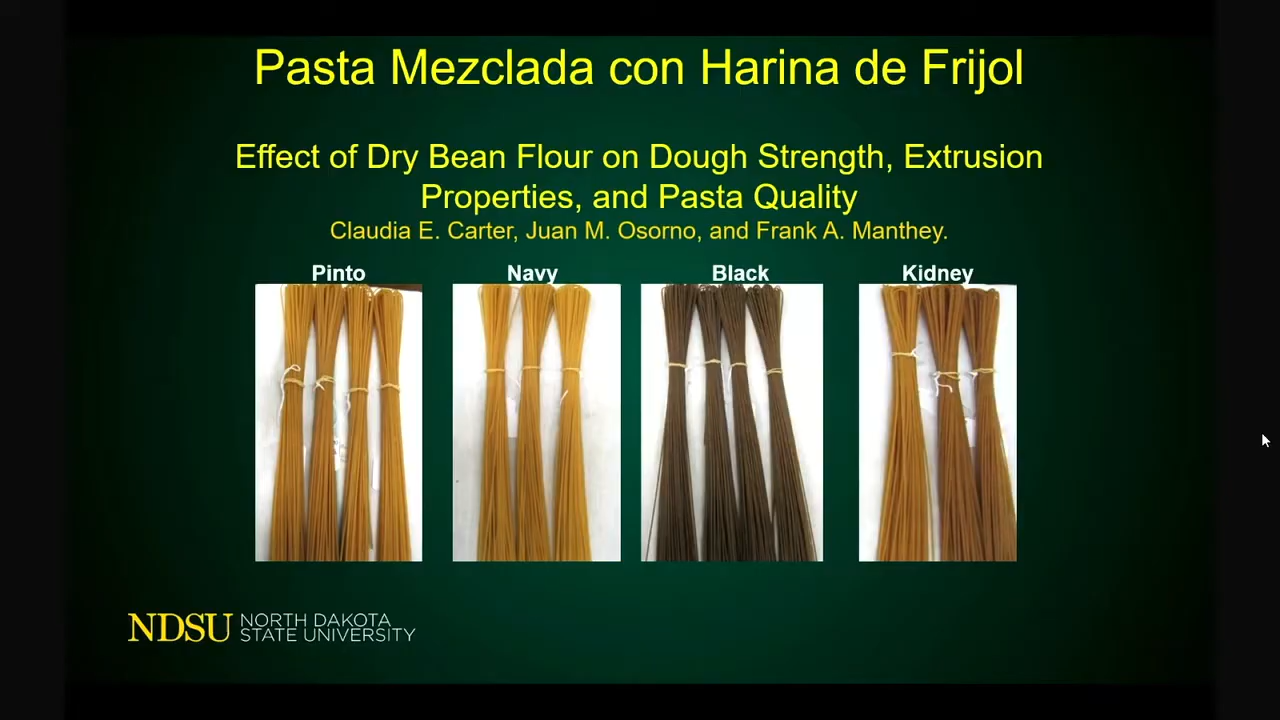 Pasta Mezclada con Harina de Frijol
Effect of Dry Bean Flour on Dough Strength, Extrusion
Properties, and Pasta Quality
Claudia E. Carter, Juan M. Osorno, and Frank A. Manthey.
Pinto Navy Black Kidney
NDSU NORTH DAKOTA
STATE UNIVERSITY